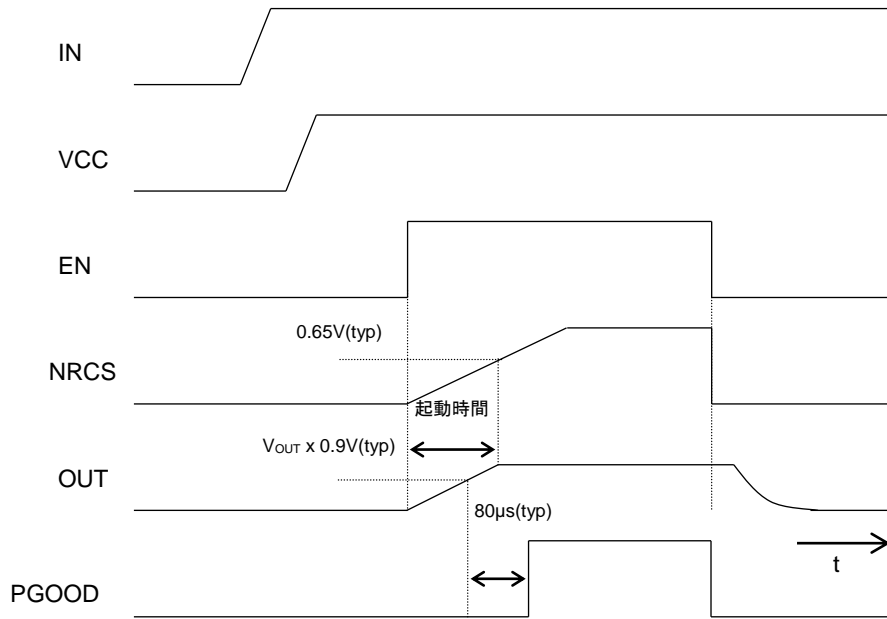 IN
VCC
EN
0.65V(typ)
NRCS
起動時間
VOUT x 0.9V(typ)
OUT
80µs(typ)
t
PGOOD